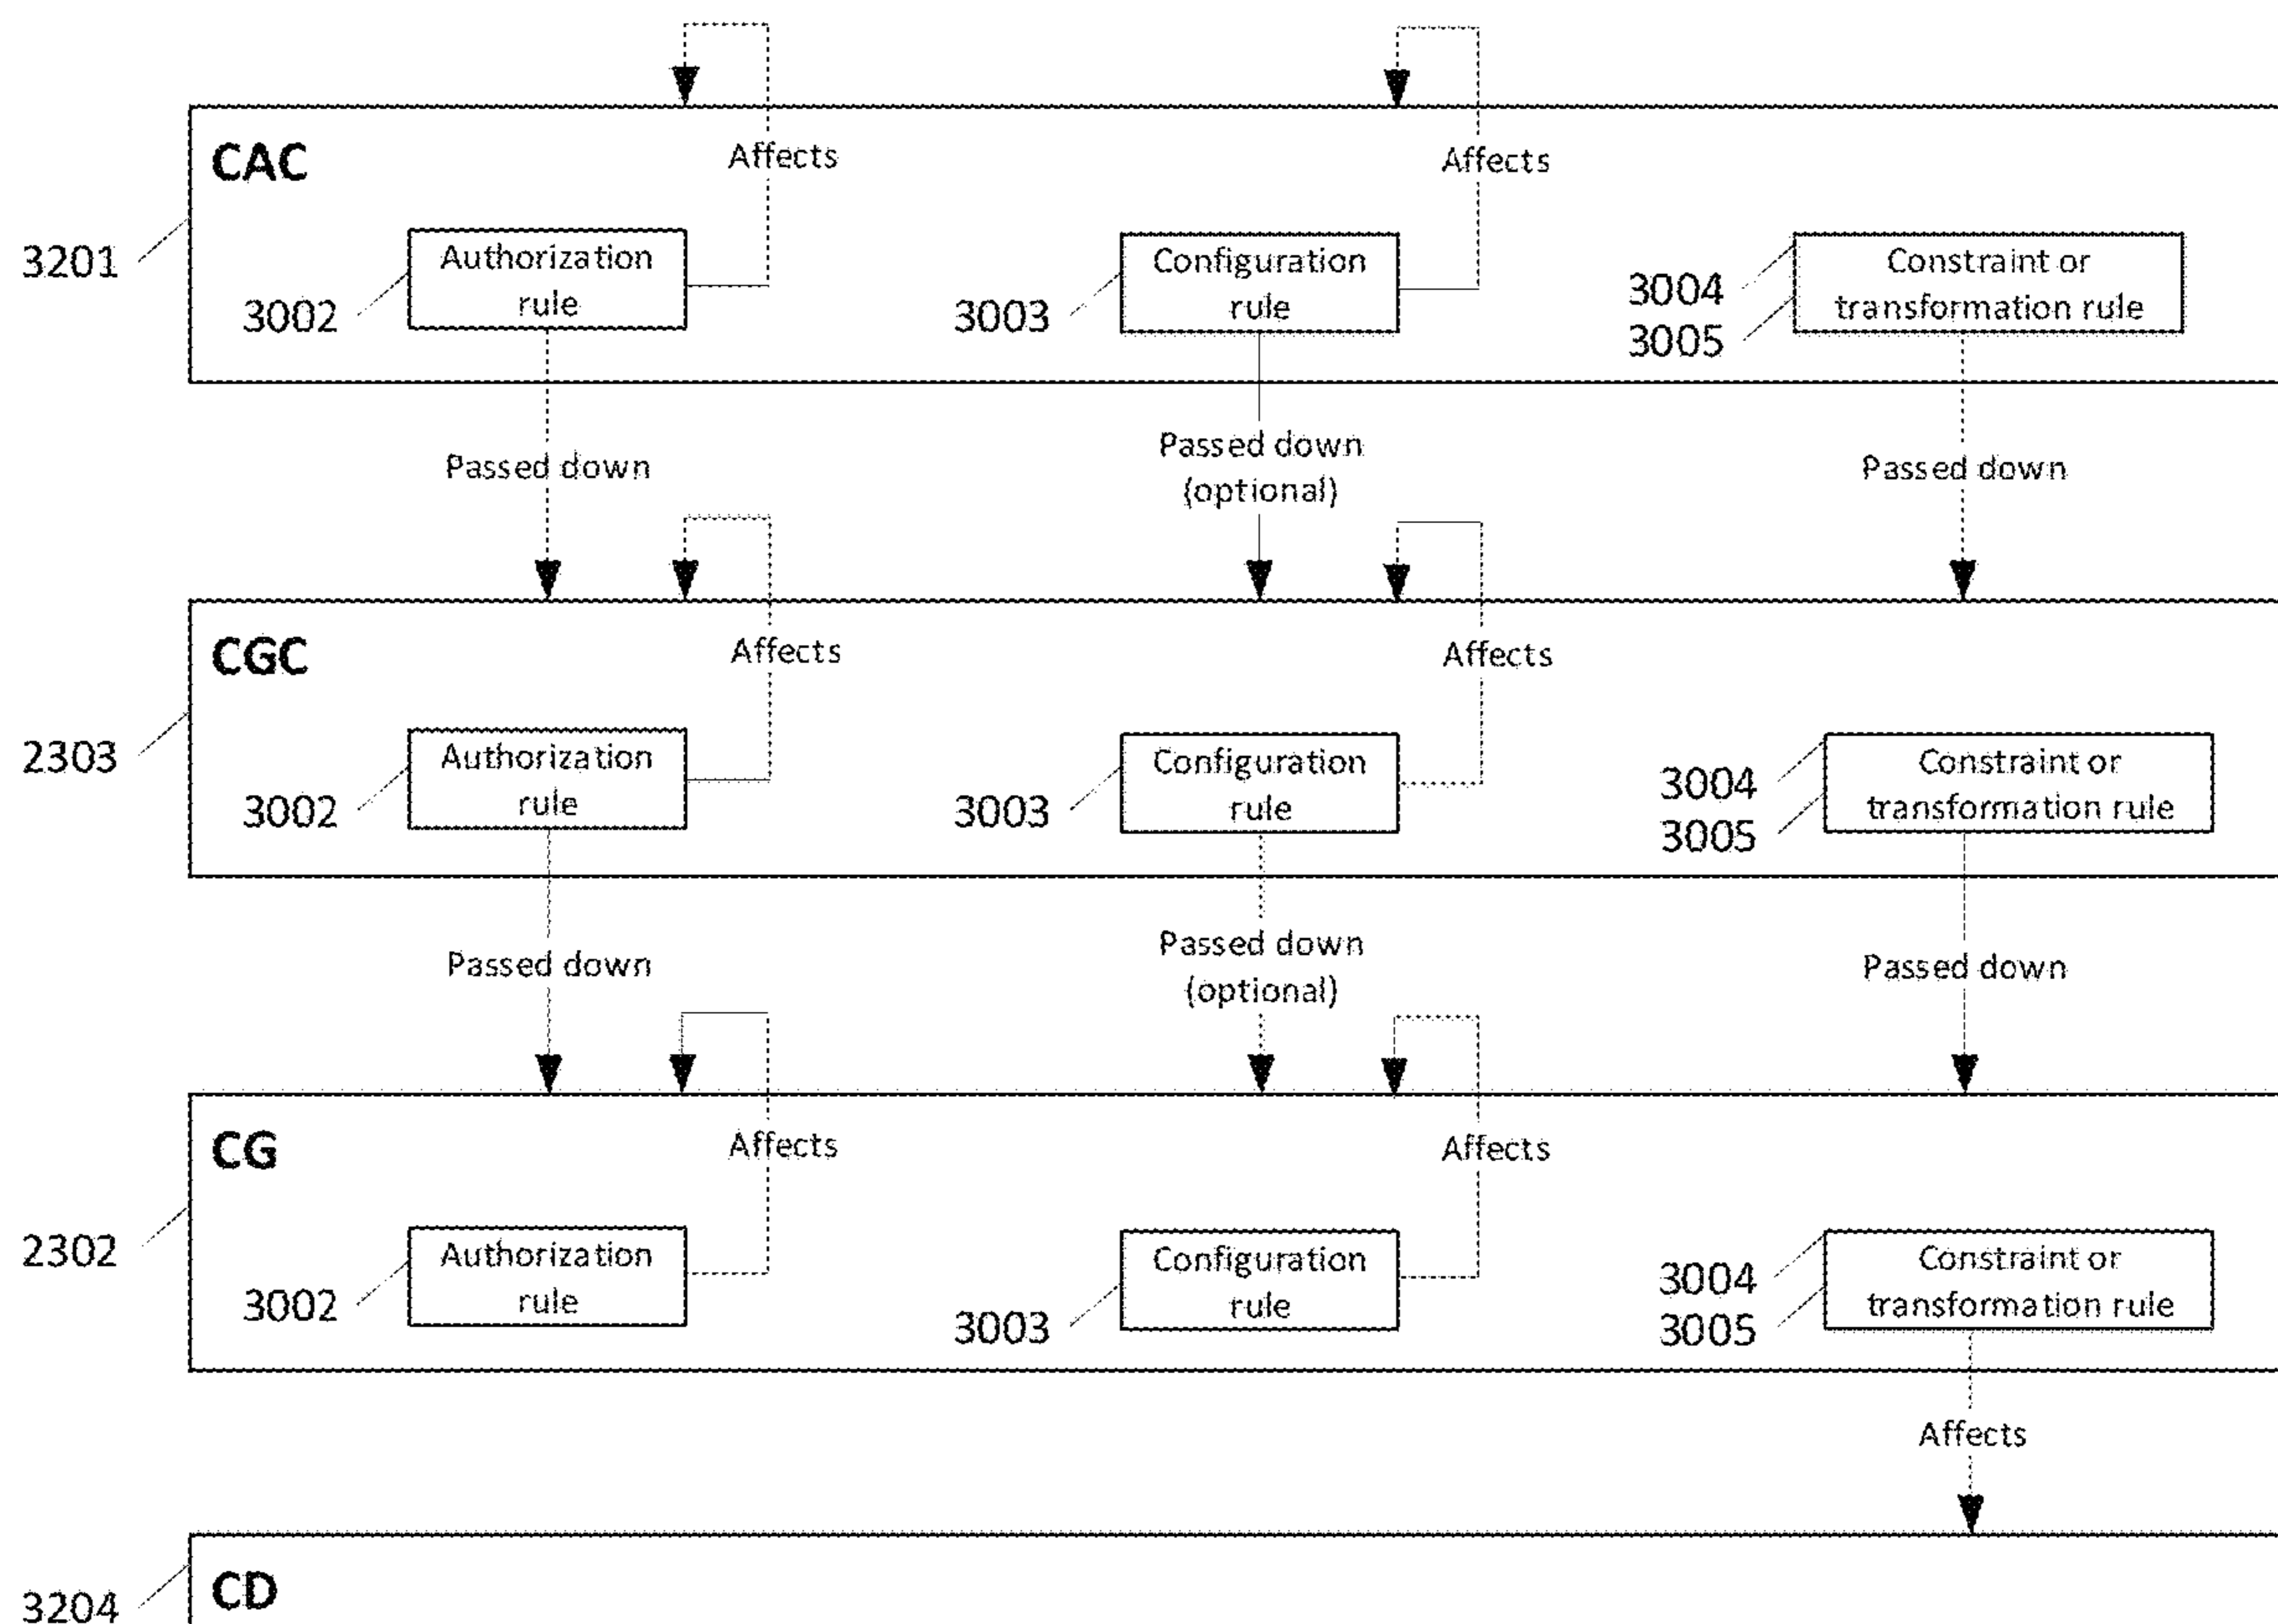 CAC
Affects
Affects
3201
Authorization
rule
3002
Configuration
rule
3003
Constraint or
transformation rule
3004
3005
Passed down
Passed down
(optional)
Passed down
CGC
Affects
Affects
2303
Authorization
rule
3002
Configuration
rule
3003
Constraint or
transformation rule
3004
3005
Passed down
Passed down
(optional)
Passed down
CG
Affects
Affects
2302
Authorization
rule
3002
Configuration
rule
3003
Constraint or
transformation rule
3004
3005
Affects
CD
3204